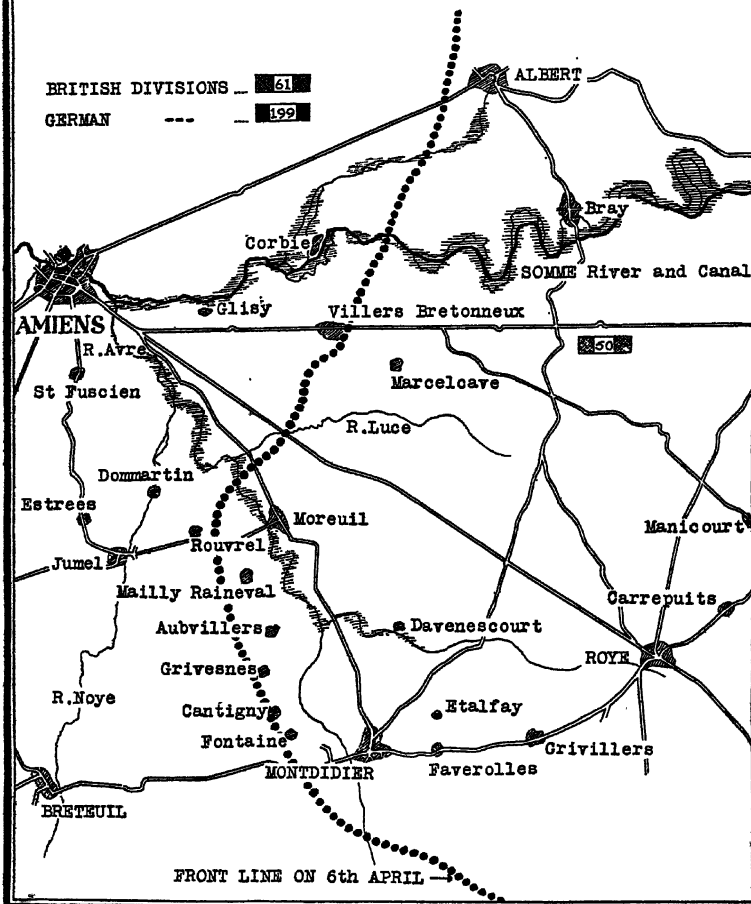 BRITISH DIVISIONS _ 61
GERMAN --- _ 199
ALBERT
Bray
Corbie
SOMME River and Canal
Glisy
Villers Bretonneux
AMIENS
R.Avre
50
St Fuscien
Marcelcave
R.Luce
Dommartin
Estrees
Moreuil
Manicourt
Rouvrel
Jumel
Mailly Raineval
Carrepuits
Aubvillers
Davenescourt
ROYE
Grivesnes
R.Noye
Cantigny
Etalfay
Fontaine
Grivillers
MONTDIDIER
Faverolles
BRETEUIL
FRONT LINE ON 6th APRIL